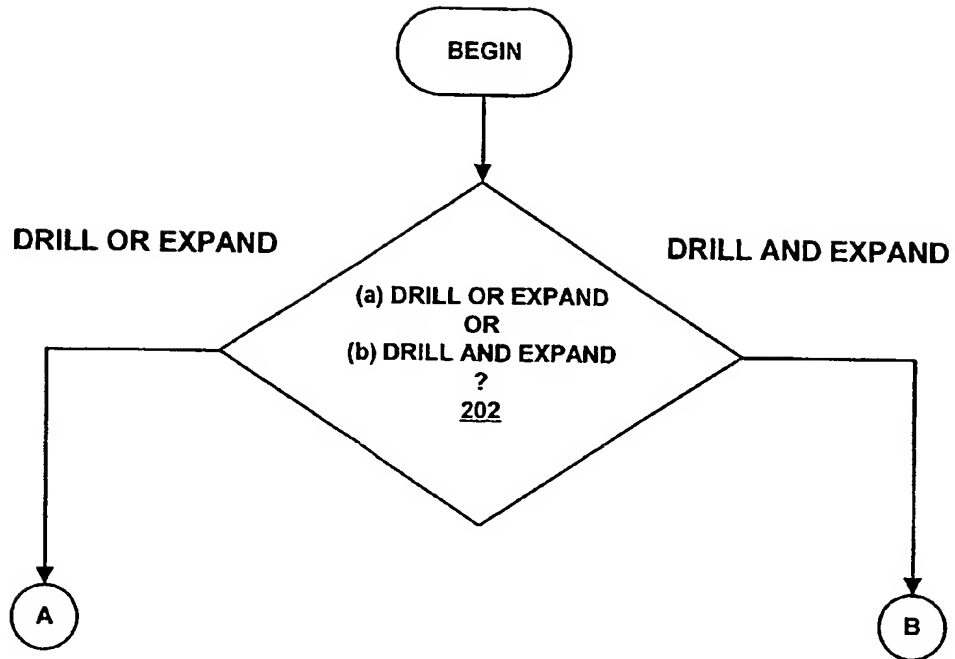 BEGIN
DRILL OR EXPAND
DRILL AND EXPAND
(a) DRILL OR EXPAND
OR
(b) DRILL AND EXPAND
?
202
A
B